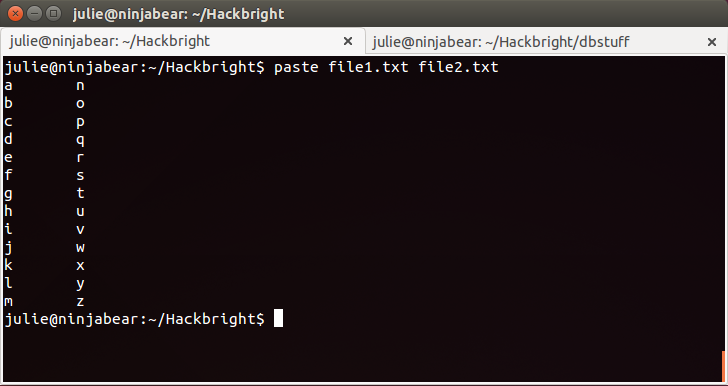 julie@ninjabear: ~/Hackbright
julie@ninjabear: ~/Hackbright
julie@ninjabear: ~/Hackbright/dbstuff
julie@ninjabear:~/Hackbright$ paste file1.txt file2.txt
a n
b o
c p
d q
e r
f s
g t
h u
i v
j w
k x
l y
m z
julie@ninjabear:~/Hackbright$